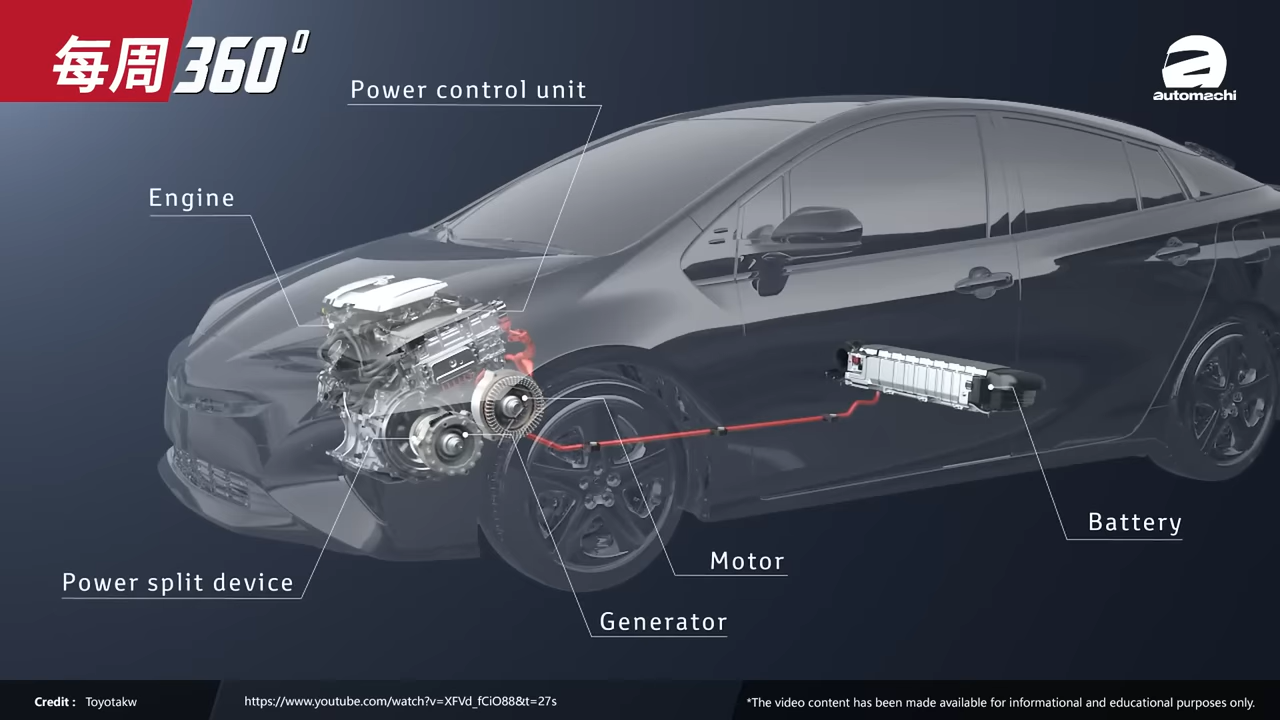 每周360°
automachi
Power control unit
Engine
Battery
Motor
Power split device
Generator
Credit : Toyotakw
https://www.youtube.com/watch?v=XFVd_fCiO88&t=27s
*The video content has been made available for informational and educational purposes only.